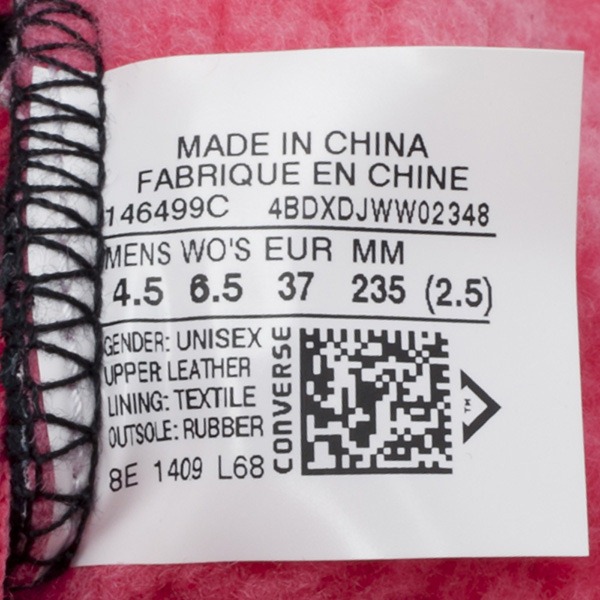 MADE IN CHINA
FABRIQUE EN CHINE
146499C 4BDXDJWW02348
MENS WO'S EUR MM
4.5 6.5 37 235 (2.5)
GENDER: UNISEX
UPPER: LEATHER
LINING: TEXTILE
OUTSOLE: RUBBER
8E 1409 L68
CONVERSE
TM